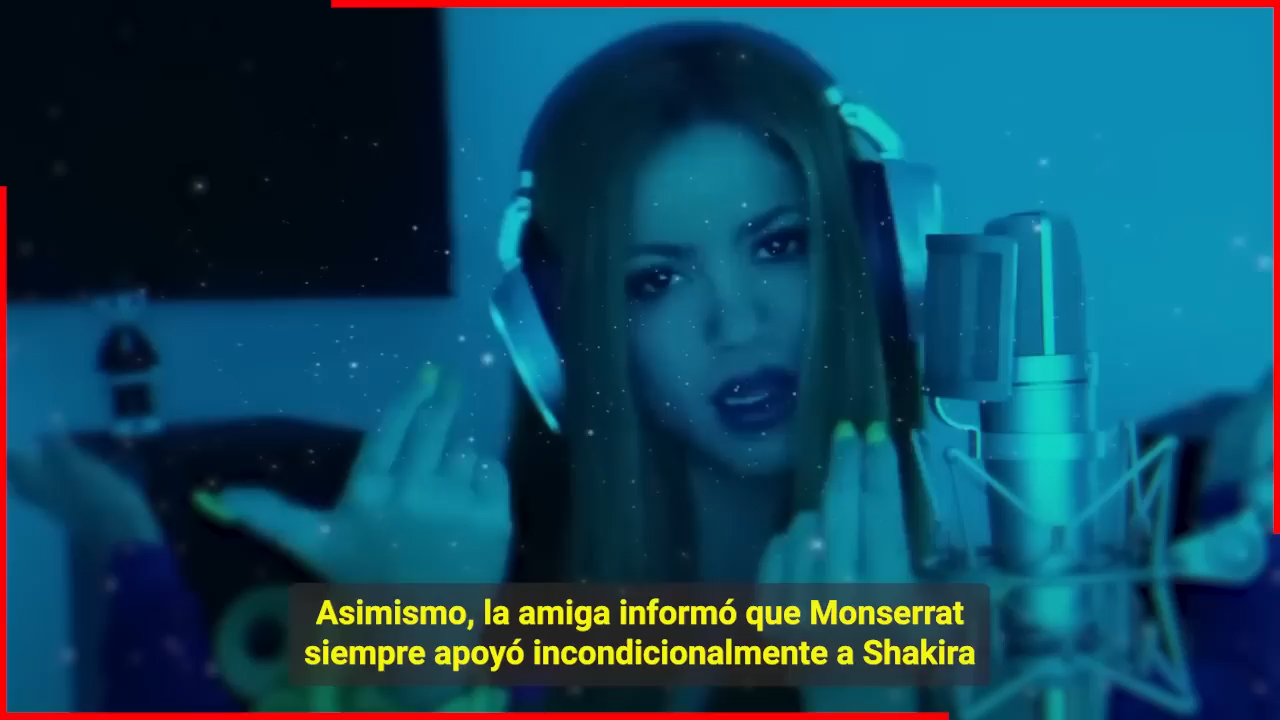 Asimismo, la amiga informó que Monserrat
siempre apoyó incondicionalmente a Shakira